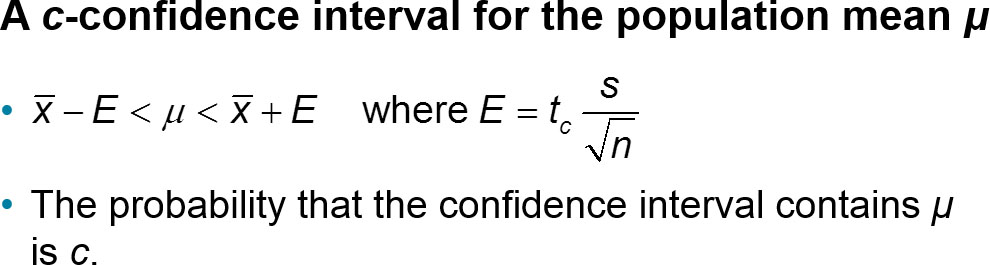 A c-confidence interval for the population mean μ
• x̄ – E < μ < x̄ + E where E = t_c s/√n
• The probability that the confidence interval contains μ
is c.